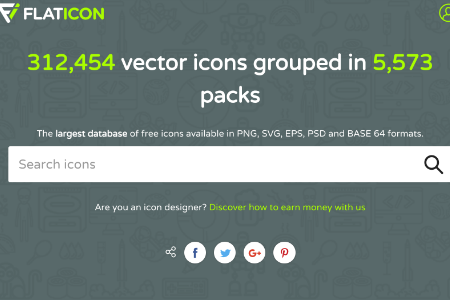 FLATICON
312,454 vector icons grouped in 5,573
packs
The largest database of free icons available in PNG, SVG, EPS, PSD and BASE 64 formats.
Search icons
Are you an icon designer? Discover how to earn money with us